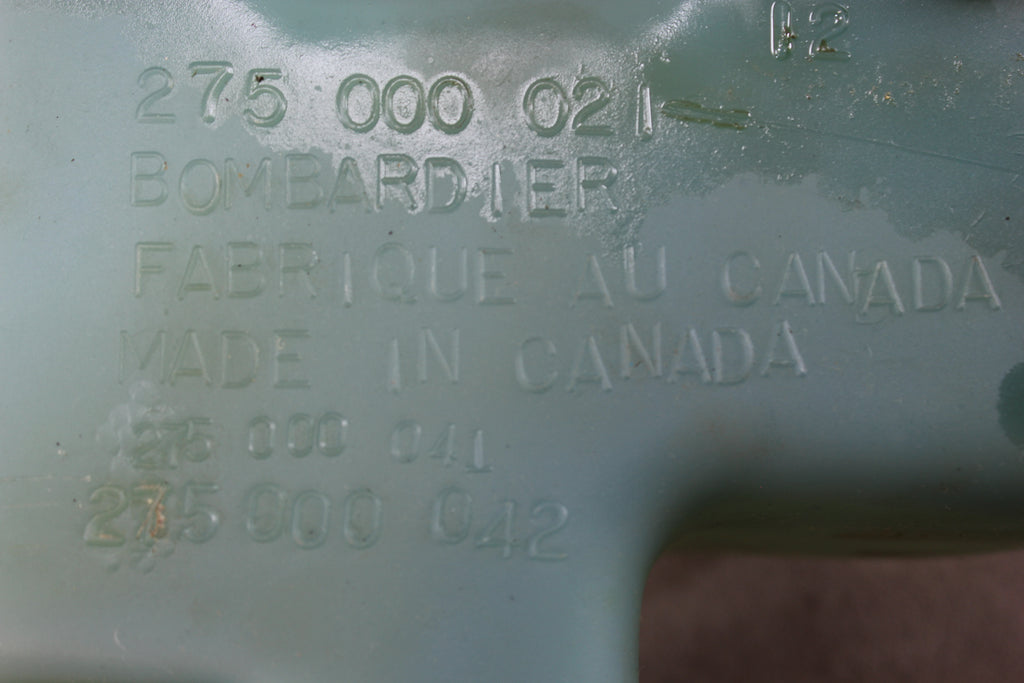 12
275 000 021
BOMBARDIER
FABRIQUE AU CANADA
MADE IN CANADA
275 000 041
275 000 042